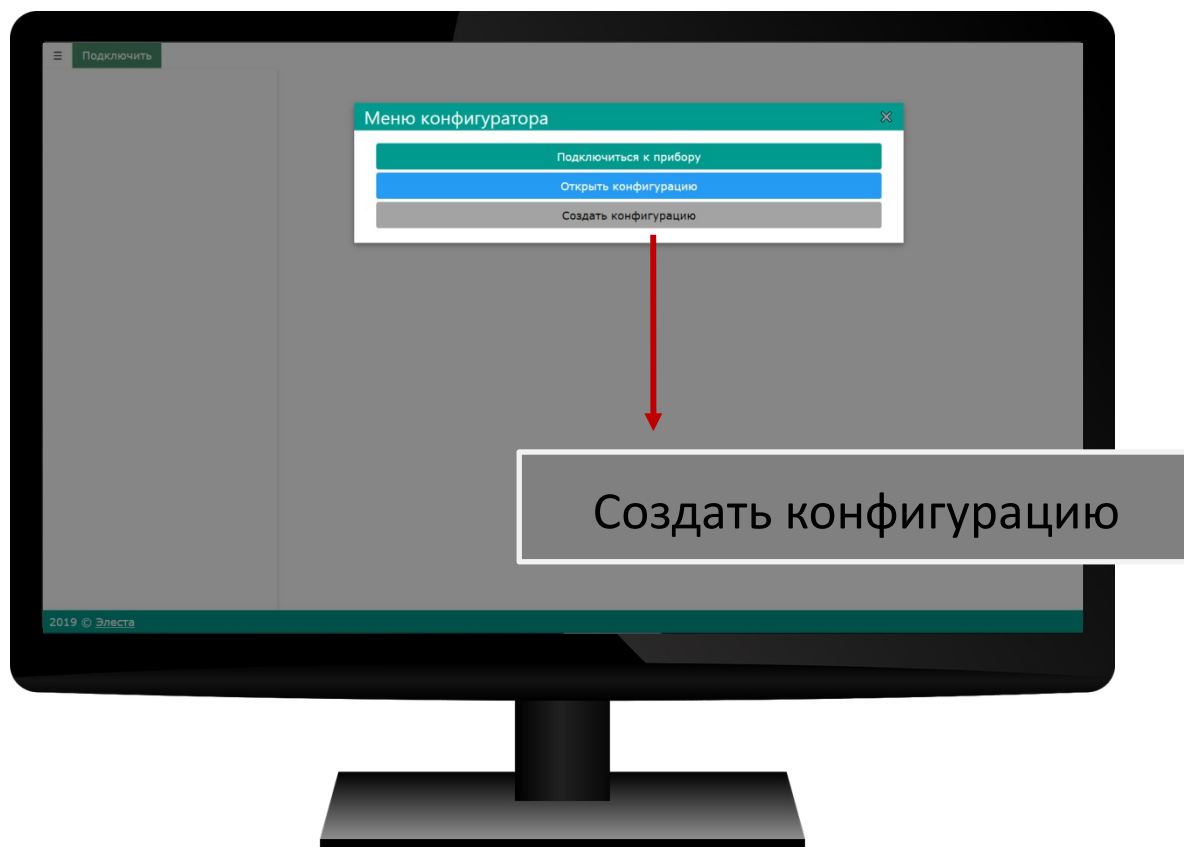 ☰ Подключить
Меню конфигуратора
Подключиться к прибору
Открыть конфигурацию
Создать конфигурацию
Создать конфигурацию
2019 © Элеста